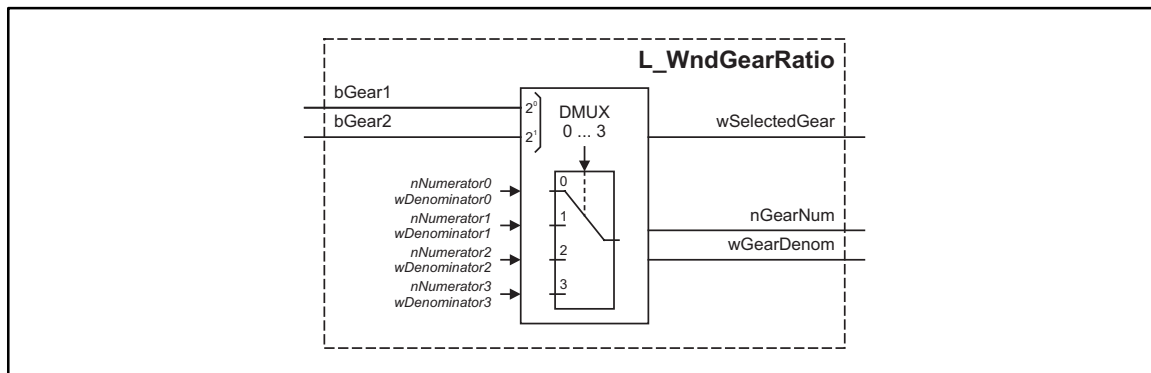 L_WndGearRatio
bGear1
bGear2
2⁰
2¹
DMUX
0 ... 3
wSelectedGear
nNumerator0
wDenominator0
0
nNumerator1
wDenominator1
1
nNumerator2
wDenominator2
2
nNumerator3
wDenominator3
3
nGearNum
wGearDenom